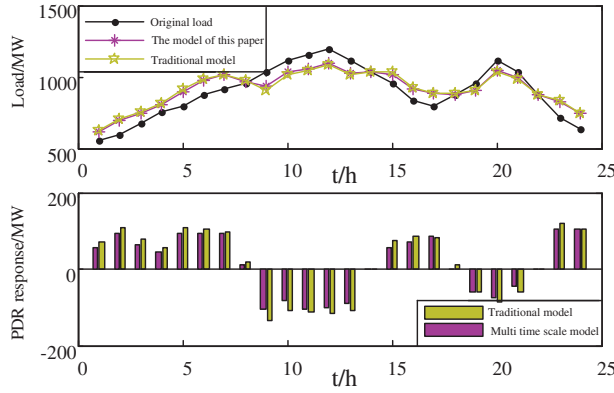 1500
Original load
The model of this paper
Traditional model
Load/MW
1000
500
0 5 10 15 20 25
t/h
200
PDR response/MW
0
Traditional model
Multi time scale model
-200
0 5 10 15 20 25
t/h